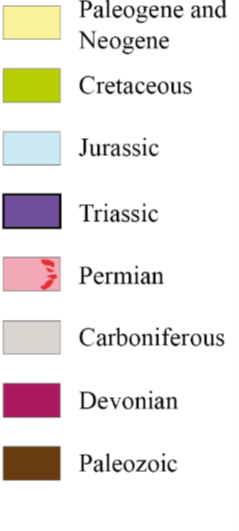 Paleogene and
Neogene
Cretaceous
Jurassic
Triassic
Permian
Carboniferous
Devonian
Paleozoic